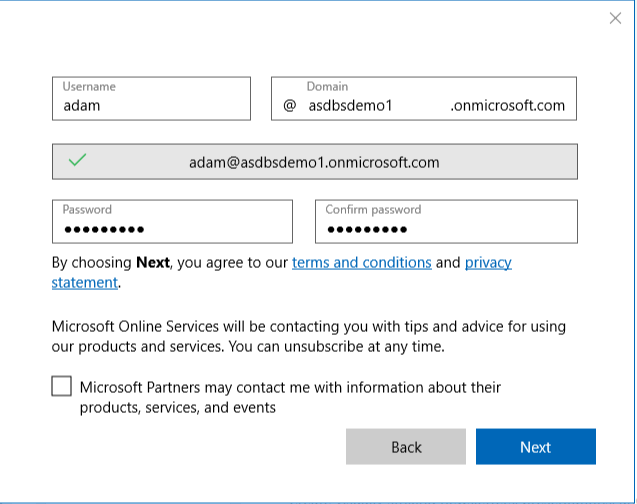 Username
adam
Domain
@ asdbsdemo1 .onmicrosoft.com
adam@asdbsdemo1.onmicrosoft.com
Password
●●●●●●●●●
Confirm password
●●●●●●●●●
By choosing Next, you agree to our terms and conditions and privacy
statement.
Microsoft Online Services will be contacting you with tips and advice for using
our products and services. You can unsubscribe at any time.
Microsoft Partners may contact me with information about their
products, services, and events
Back
Next